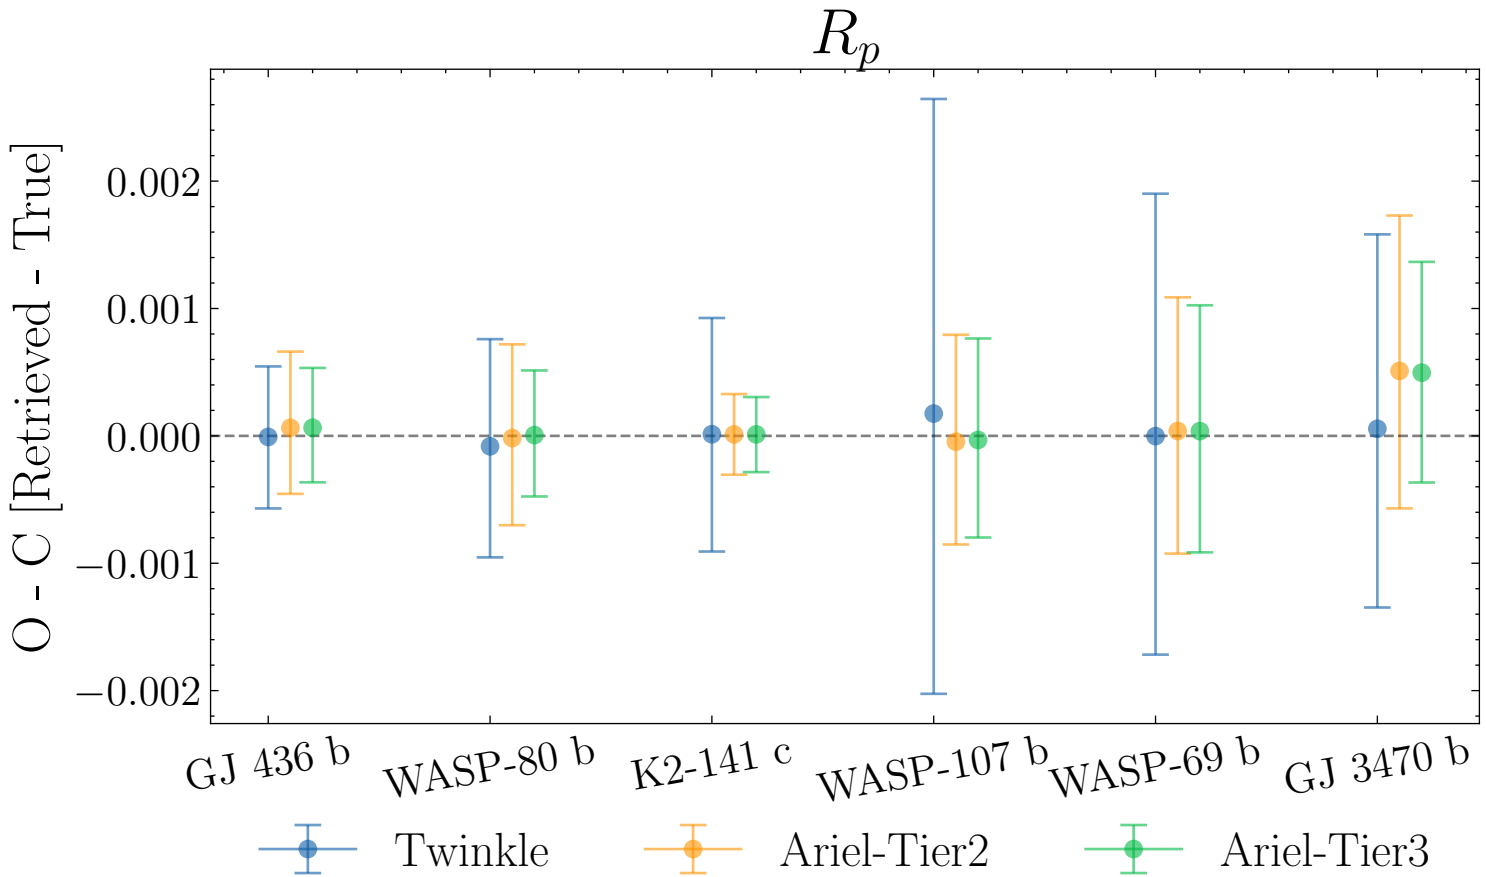 R_p
O - C [Retrieved - True]
0.002
0.001
0.000
−0.001
−0.002
GJ 436 b
WASP-80 b
K2-141 c
WASP-107 b
WASP-69 b
GJ 3470 b
Twinkle
Ariel-Tier2
Ariel-Tier3